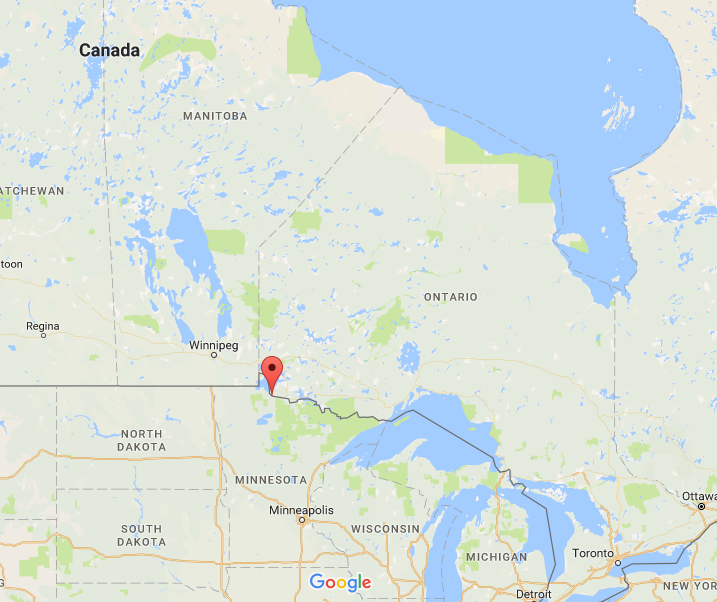 Canada
MANITOBA
ATCHEWAN
toon
ONTARIO
Regina
Winnipeg
NORTH
DAKOTA
MINNESOTA
Minneapolis
Ottawa
SOUTH
DAKOTA
WISCONSIN
MICHIGAN
Toronto
Google
NEW YORK
Detroit
G